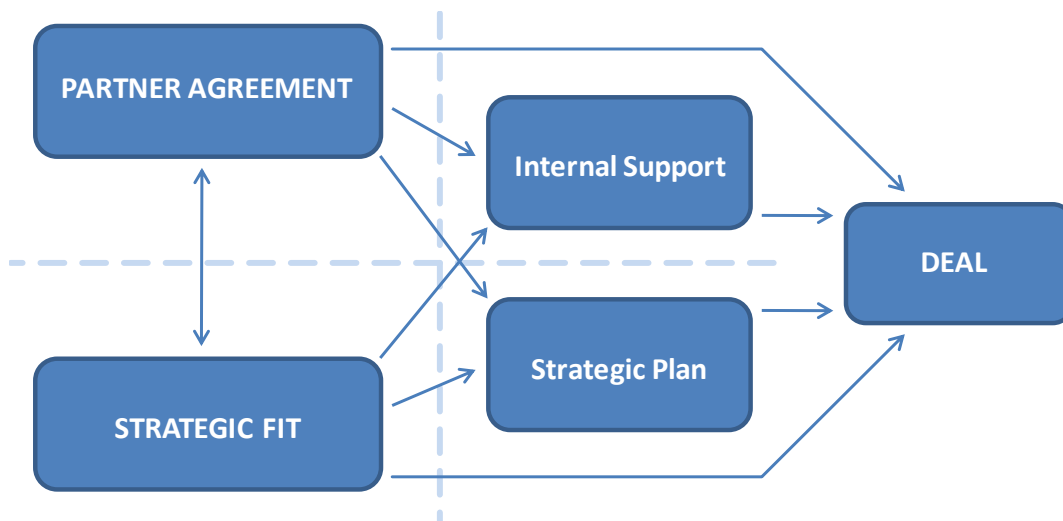 PARTNER AGREEMENT
Internal Support
DEAL
Strategic Plan
STRATEGIC FIT